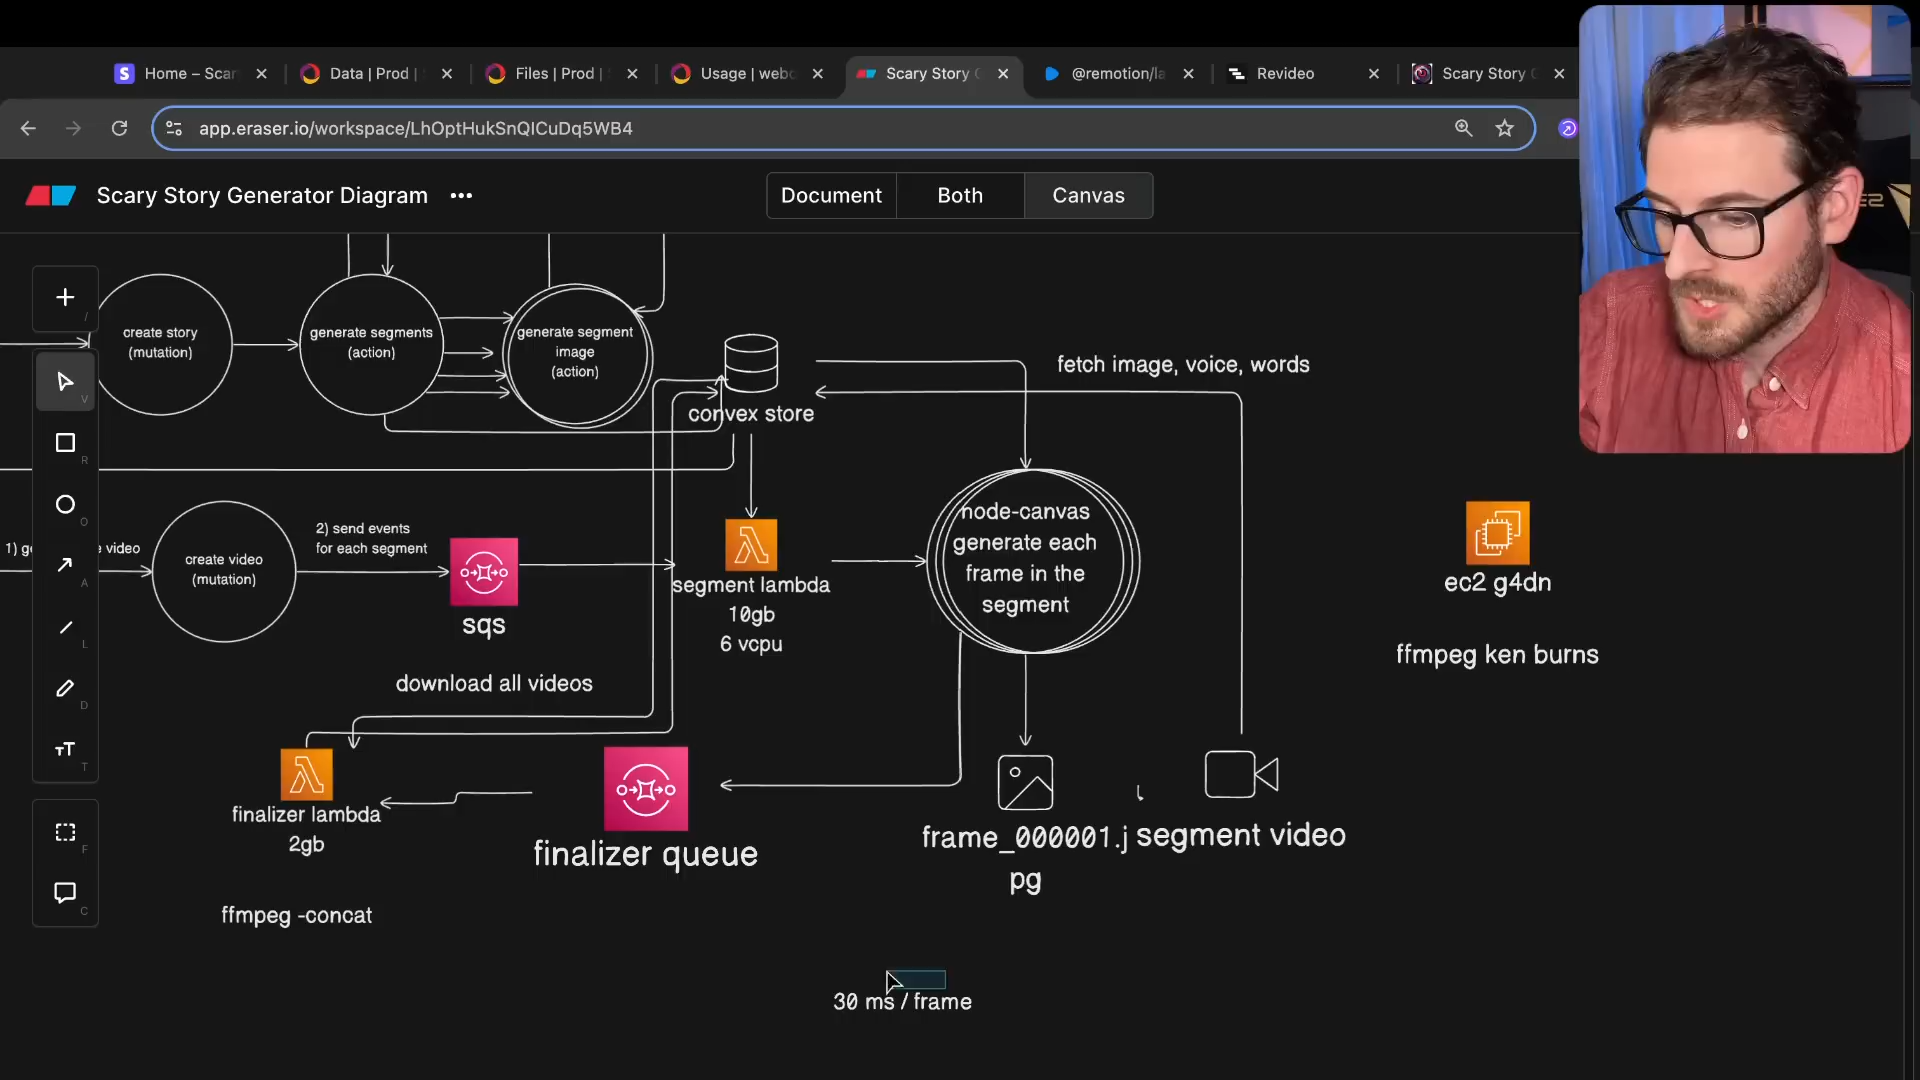 Home – Scar
Data | Prod |
Files | Prod |
Usage | webc
Scary Story G
@remotion/la
Revideo
Scary Story G
app.eraser.io/workspace/LhOptHukSnQICuDq5WB4
Scary Story Generator Diagram
Document
Both
Canvas
create story
(mutation)
generate segments
(action)
generate segment
image
(action)
convex store
fetch image, voice, words
node-canvas
generate each
frame in the
segment
ec2 g4dn
ffmpeg ken burns
1) ge
e video
create video
(mutation)
2) send events
for each segment
sqs
segment lambda
10gb
6 vcpu
download all videos
finalizer lambda
2gb
ffmpeg -concat
finalizer queue
frame_000001.j
pg
segment video
30 ms / frame
/
V
R
O
A
L
D
T
F
C